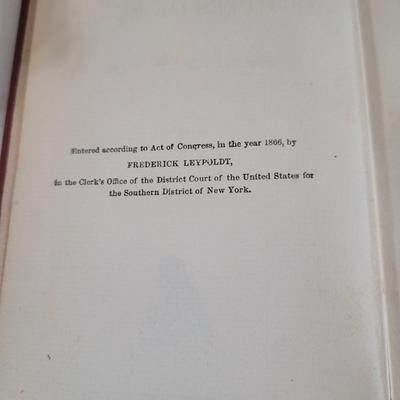 Entered according to Act of Congress, in the year 1866, by
FREDERICK LEYPOLDT,
in the Clerk's Office of the District Court of the United States for
the Southern District of New York.